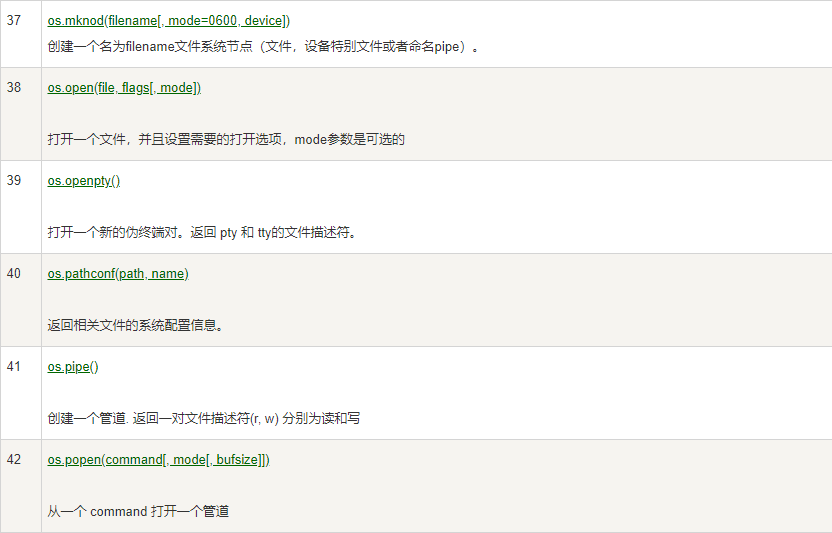 37
os.mknod(filename[, mode=0600, device])
创建一个名为filename文件系统节点（文件，设备特别文件或者命名pipe）。
38
os.open(file, flags[, mode])
打开一个文件，并且设置需要的打开选项，mode参数是可选的
39
os.openpty()
打开一个新的伪终端对。返回 pty 和 tty的文件描述符。
40
os.pathconf(path, name)
返回相关文件的系统配置信息。
41
os.pipe()
创建一个管道. 返回一对文件描述符(r, w) 分别为读和写
42
os.popen(command[, mode[, bufsize]])
从一个 command 打开一个管道